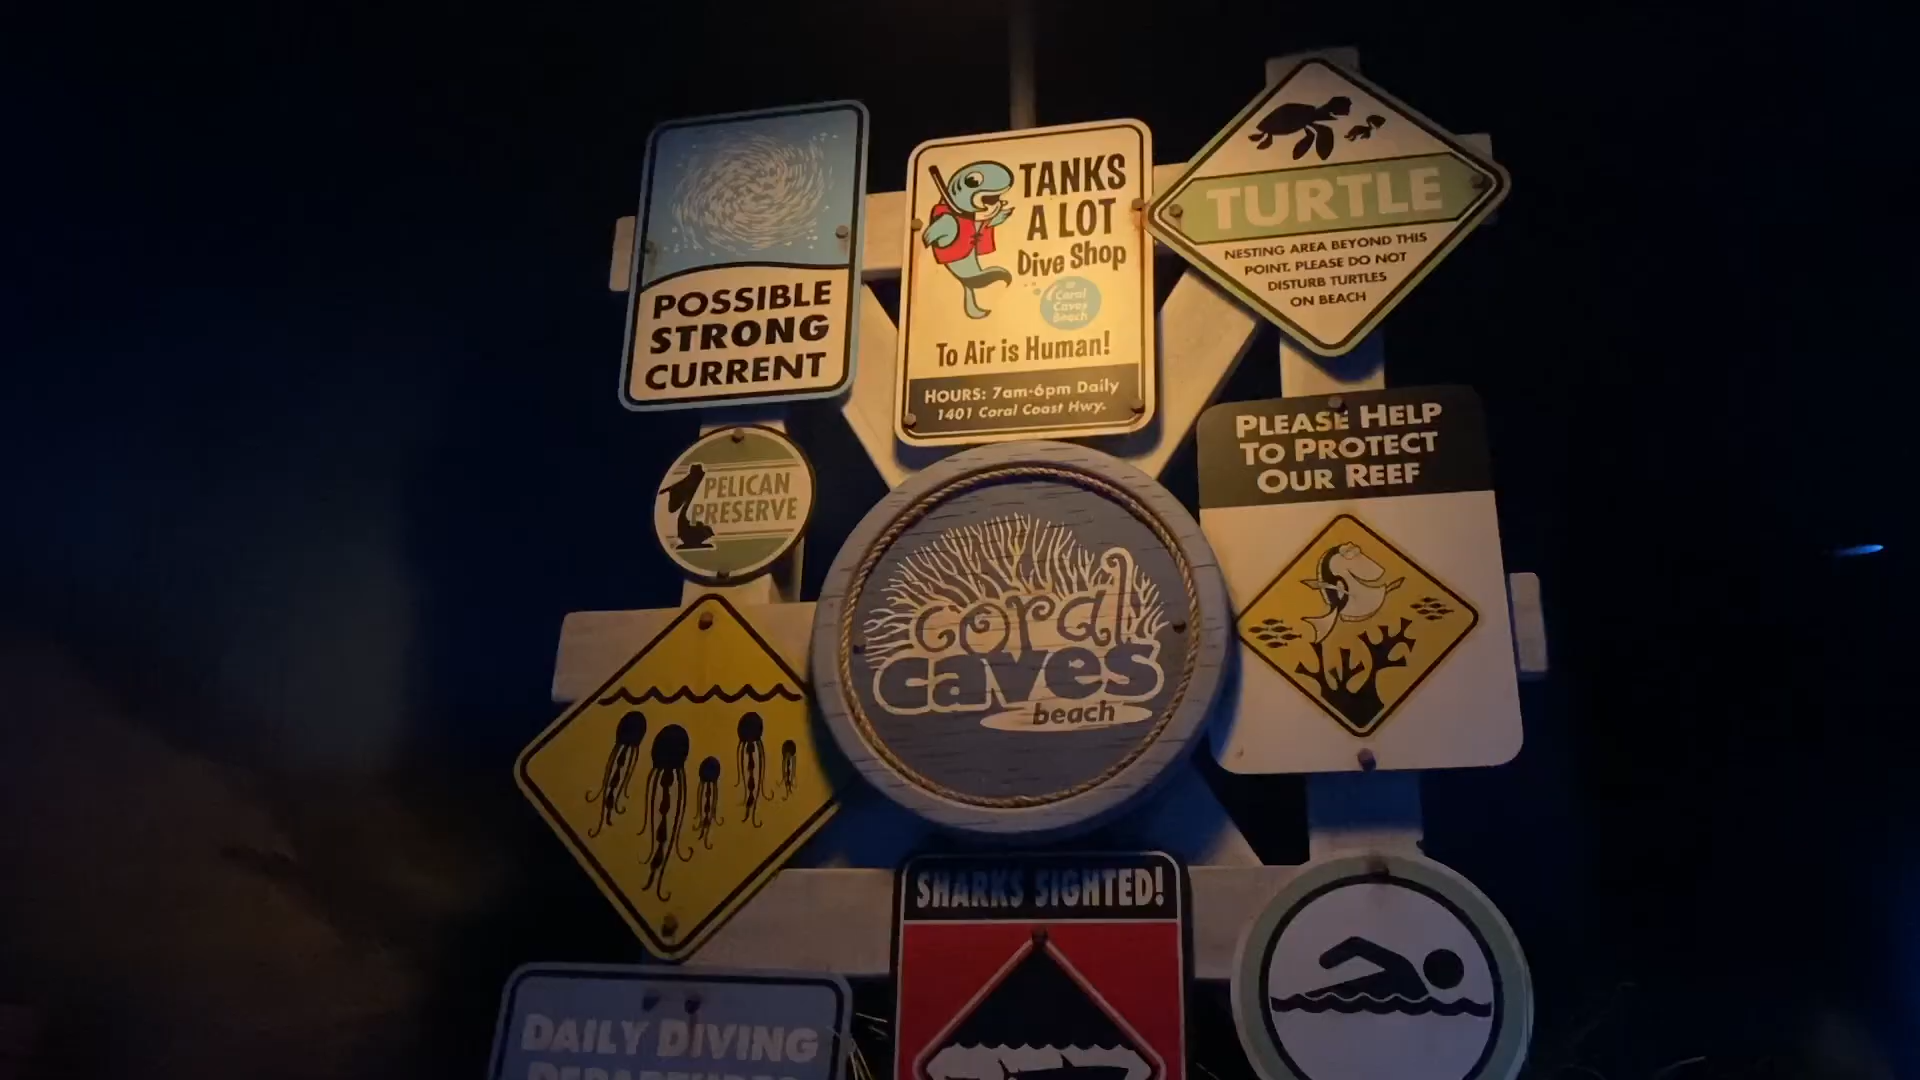 POSSIBLE
STRONG
CURRENT
TANKS
A LOT
Dive Shop
at
Coral
Caves
Beach
To Air is Human!
HOURS: 7am-6pm Daily
1401 Coral Coast Hwy.
TURTLE
NESTING AREA BEYOND THIS
POINT. PLEASE DO NOT
DISTURB TURTLES
ON BEACH
PELICAN
PRESERVE
coral
caves
beach
PLEASE HELP
TO PROTECT
OUR REEF
SHARKS SIGHTED!
DAILY DIVING